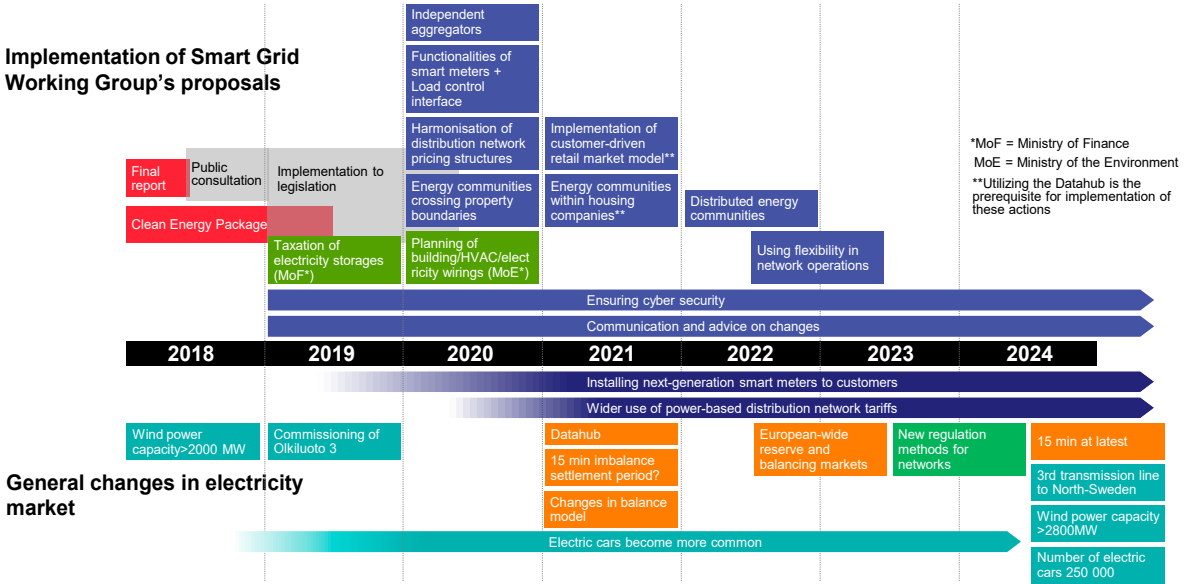 Implementation of Smart Grid
Working Group's proposals
Independent
aggregators
Functionalities of
smart meters +
Load control
interface
Harmonisation of
distribution network
pricing structures
Implementation of
customer-driven
retail market model**
*MoF = Ministry of Finance
MoE = Ministry of the Environment
**Utilizing the Datahub is the
prerequisite for implementation of
these actions
Final
report
Public
consultation
Implementation to
legislation
Energy communities
crossing property
boundaries
Energy communities
within housing
companies**
Distributed energy
communities
Clean Energy Package
Taxation of
electricity storages
(MoF*)
Planning of
building/HVAC/elect
ricity wirings (MoE*)
Using flexibility in
network operations
Ensuring cyber security
Communication and advice on changes
2018 2019 2020 2021 2022 2023 2024
Installing next-generation smart meters to customers
Wider use of power-based distribution network tariffs
Wind power
capacity>2000 MW
Commissioning of
Olkiluoto 3
Datahub
15 min imbalance
settlement period?
Changes in balance
model
European-wide
reserve and
balancing markets
New regulation
methods for
networks
15 min at latest
3rd transmission line
to North-Sweden
Wind power capacity
>2800MW
Number of electric
cars 250 000
General changes in electricity
market
Electric cars become more common